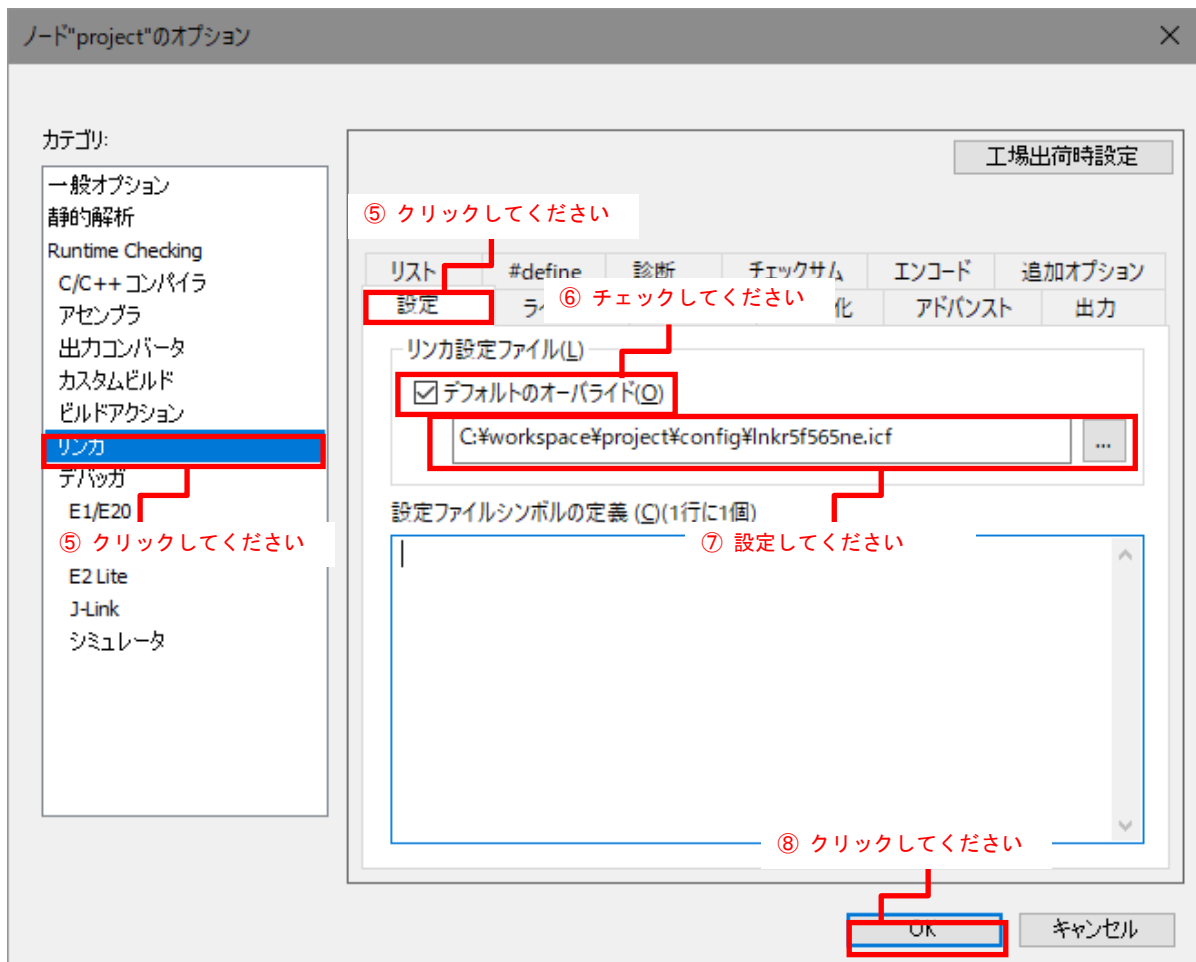 ノード"project"のオプション
カテゴリ:
一般オプション
静的解析
Runtime Checking
C/C++ コンパイラ
アセンブラ
出力コンバータ
カスタムビルド
ビルドアクション
リンカ
デバッガ
E1/E20
⑤ クリックしてください
E2 Lite
J-Link
シミュレータ
工場出荷時設定
⑤ クリックしてください
リスト #define 診断 チェックサム エンコード 追加オプション
⑥ チェックしてください
設定 ラ 化 アドバンスト 出力
リンカ設定ファイル(L)
デフォルトのオーバライド(O)
C:¥workspace¥project¥config¥lnkr5f565ne.icf
...
設定ファイルシンボルの定義 (C)(1行に1個)
⑦ 設定してください
⑧ クリックしてください
OK キャンセル